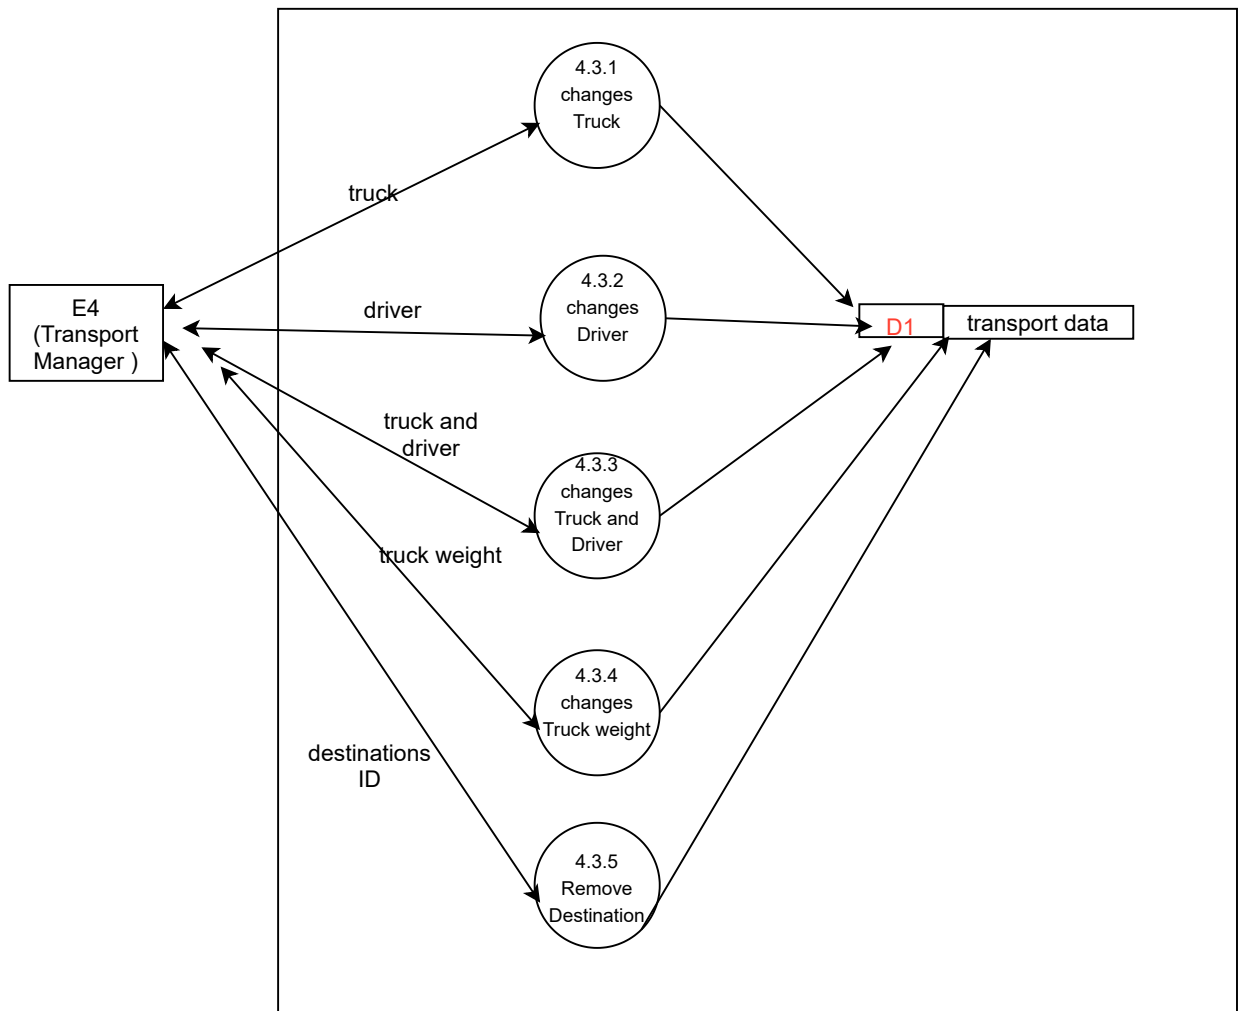 4.3.1
changes
Truck
truck
E4
(Transport
Manager )
driver
4.3.2
changes
Driver
D1
transport data
truck and
driver
4.3.3
changes
Truck and
Driver
truck weight
4.3.4
changes
Truck weight
destinations
ID
4.3.5
Remove
Destination